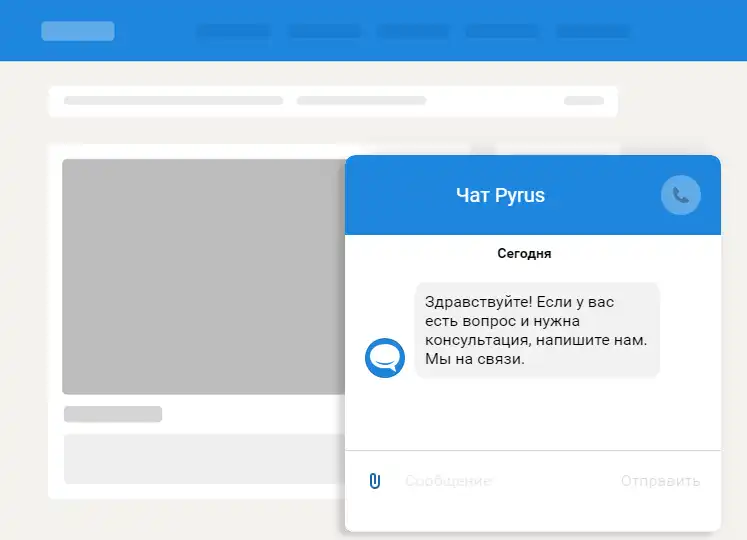 Чат Pyrus
Сегодня
Здравствуйте! Если у вас
есть вопрос и нужна
консультация, напишите нам.
Мы на связи.
Сообщение
Отправить